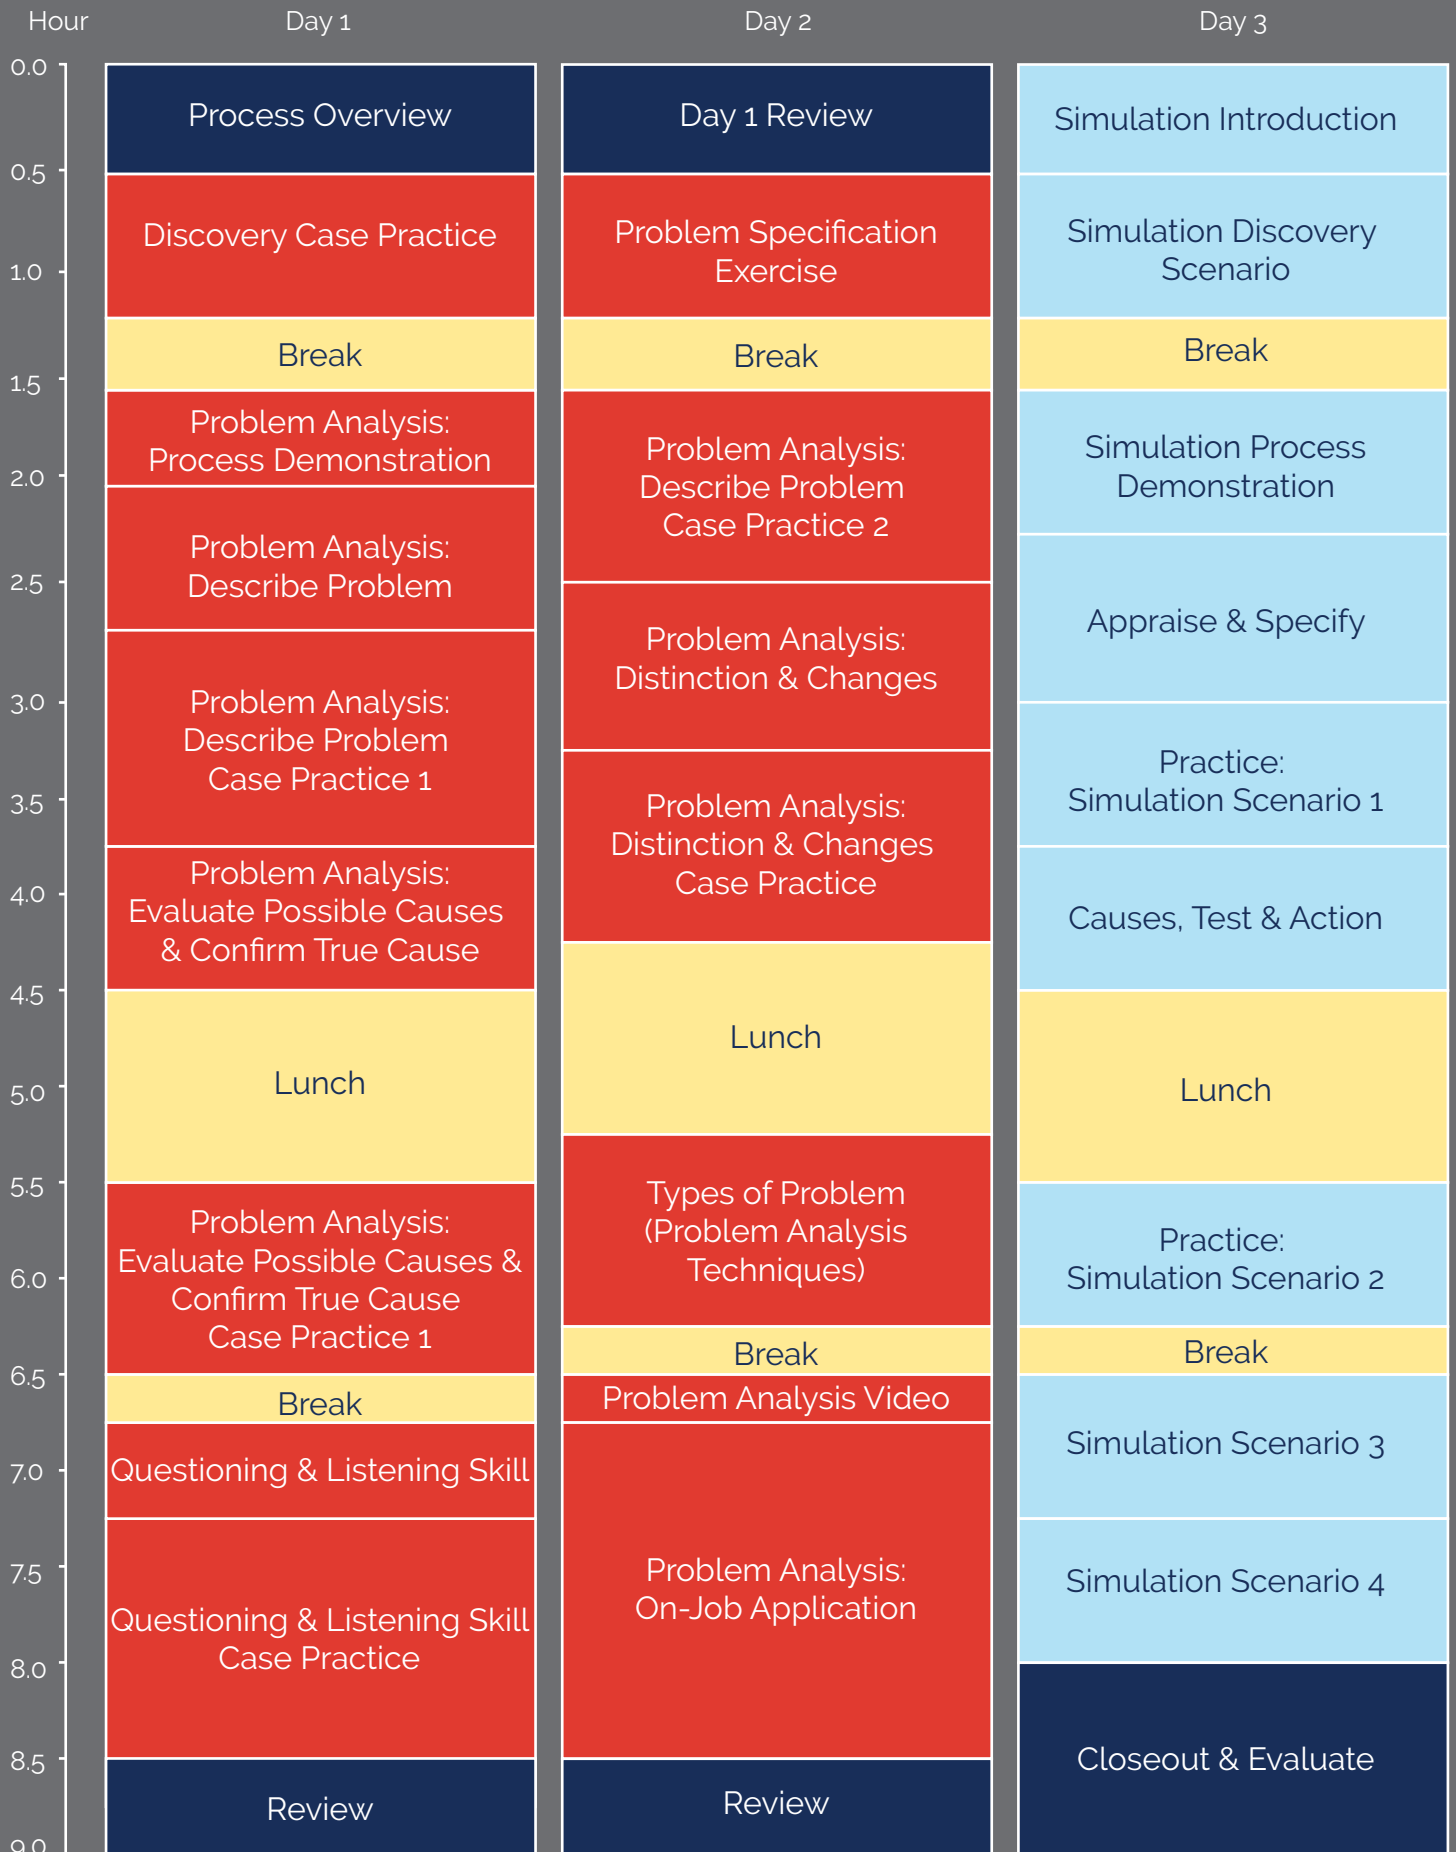 Hour
Day 1
Day 2
Day 3
0.0
0.5
1.0
1.5
2.0
2.5
3.0
3.5
4.0
4.5
5.0
5.5
6.0
6.5
7.0
7.5
8.0
8.5
9.0
Process Overview
Discovery Case Practice
Break
Problem Analysis:
Process Demonstration
Problem Analysis:
Describe Problem
Problem Analysis:
Describe Problem
Case Practice 1
Problem Analysis:
Evaluate Possible Causes
& Confirm True Cause
Lunch
Problem Analysis:
Evaluate Possible Causes &
Confirm True Cause
Case Practice 1
Break
Questioning & Listening Skill
Questioning & Listening Skill
Case Practice
Review
Day 1 Review
Problem Specification
Exercise
Break
Problem Analysis:
Describe Problem
Case Practice 2
Problem Analysis:
Distinction & Changes
Problem Analysis:
Distinction & Changes
Case Practice
Lunch
Types of Problem
(Problem Analysis
Techniques)
Break
Problem Analysis Video
Problem Analysis:
On-Job Application
Review
Simulation Introduction
Simulation Discovery
Scenario
Break
Simulation Process
Demonstration
Appraise & Specify
Practice:
Simulation Scenario 1
Causes, Test & Action
Lunch
Practice:
Simulation Scenario 2
Break
Simulation Scenario 3
Simulation Scenario 4
Closeout & Evaluate